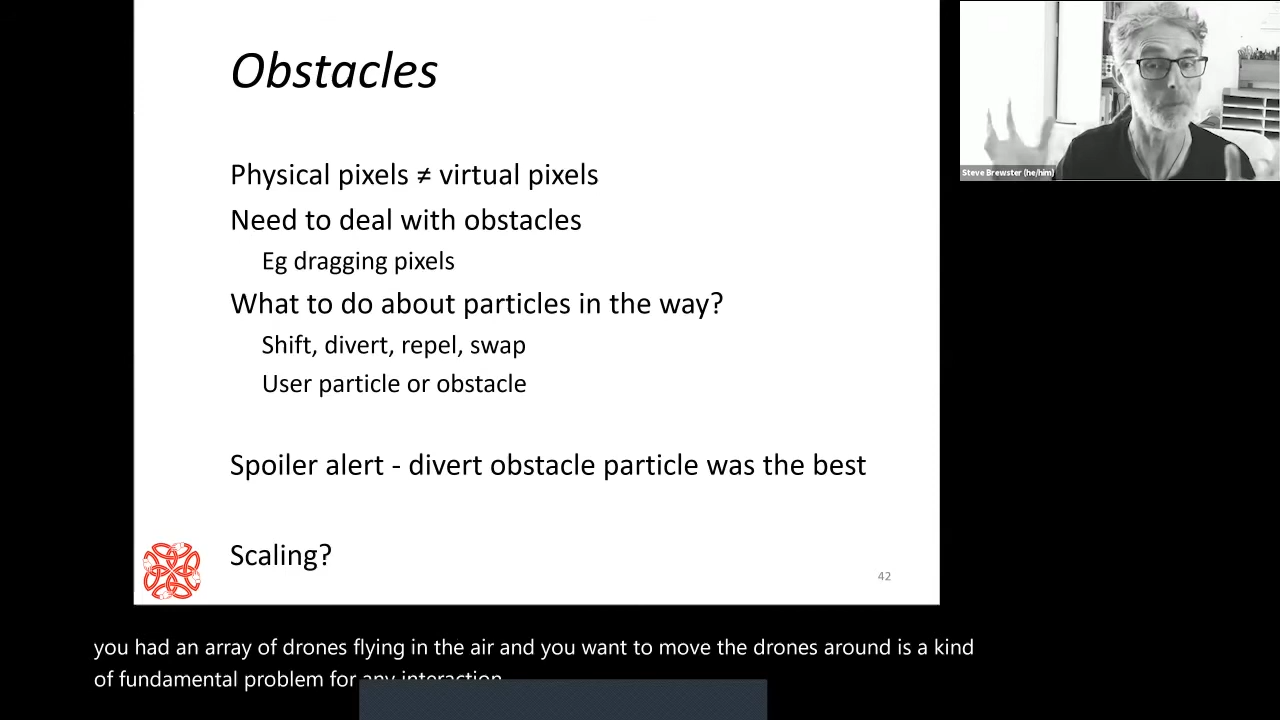 Obstacles
Physical pixels ≠ virtual pixels
Need to deal with obstacles
Eg dragging pixels
What to do about particles in the way?
Shift, divert, repel, swap
User particle or obstacle
Spoiler alert - divert obstacle particle was the best
Scaling?
42
Steve Brewster (he/him)
you had an array of drones flying in the air and you want to move the drones around is a kind
of fundamental problem for any interaction